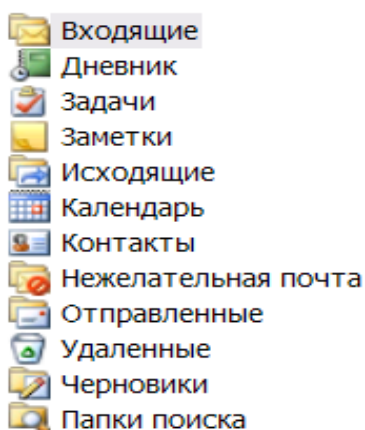 Входящие
Дневник
Задачи
Заметки
Исходящие
Календарь
Контакты
Нежелательная почта
Отправленные
Удаленные
Черновики
Папки поиска